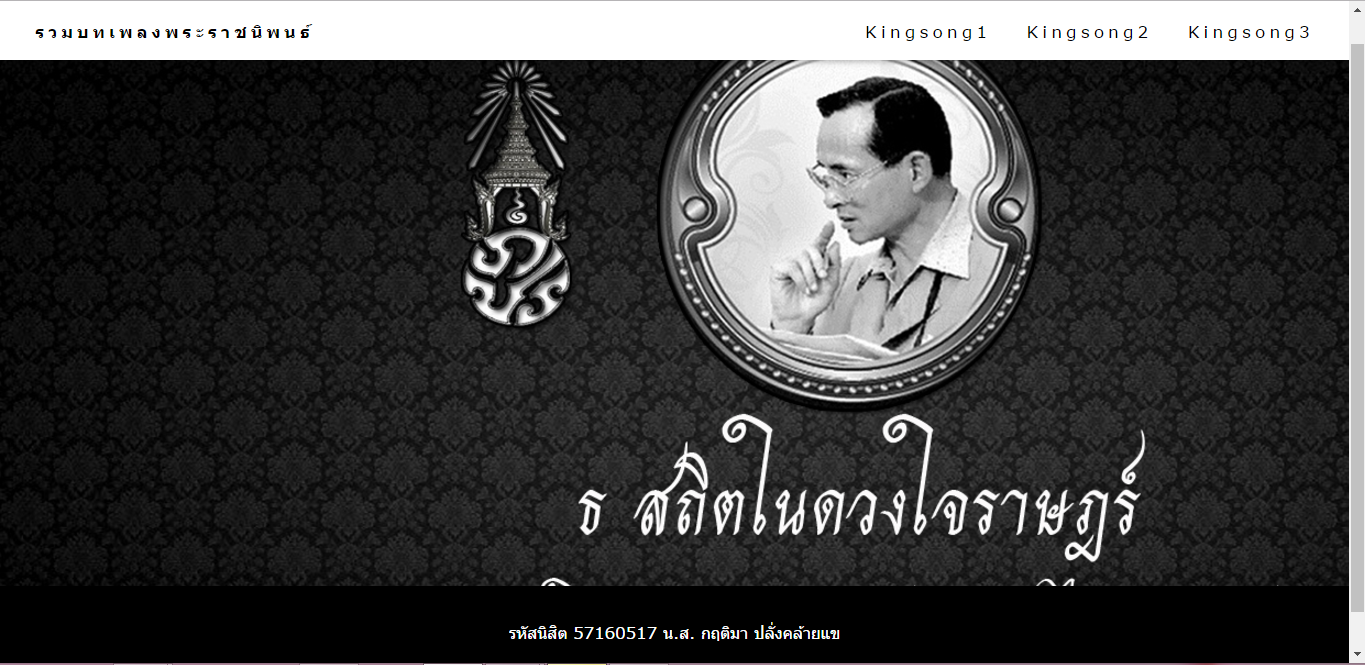 รวมบทเพลงพระราชนิพนธ์
Kingsong1 Kingsong2 Kingsong3
ธ สถิตในดวงใจราษฎร์
รหัสนิสิต 57160517 น.ส. กฤติมา ปลั่งคล้ายแข